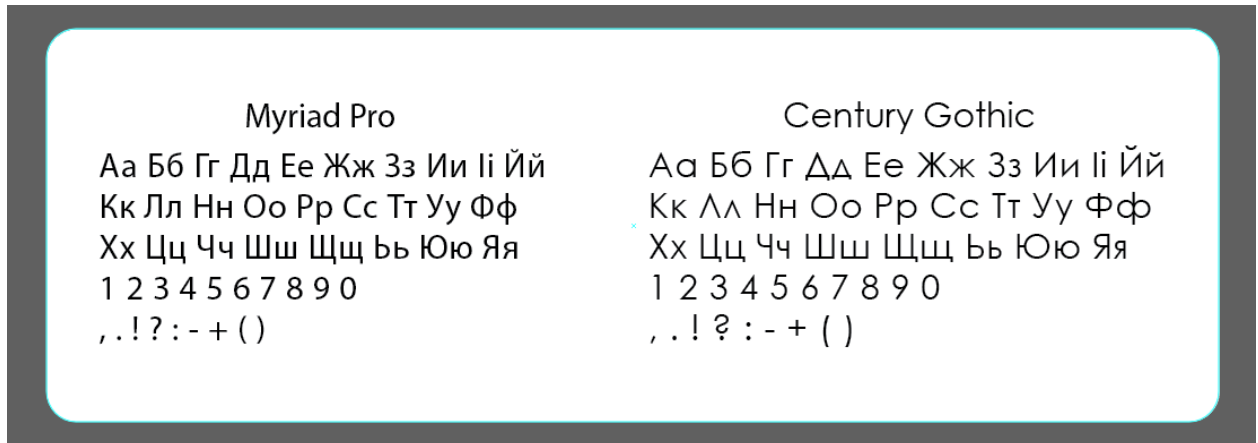 Myriad Pro
Аа Бб Гг Дд Ее Жж Зз Ии Іі Йй
Кк Лл Нн Оо Рр Сс Тт Уу Фф
Хх Цц Чч Шш Щщ Ьь Юю Яя
1 2 3 4 5 6 7 8 9 0
, . ! ? : - + ( )
Century Gothic
Аа Бб Гг Дд Ее Жж Зз Ии Іі Йй
Кк Лл Нн Оо Рр Сс Тт Уу Фф
Хх Цц Чч Шш Щщ Ьь Юю Яя
1 2 3 4 5 6 7 8 9 0
, . ! ? : - + ( )